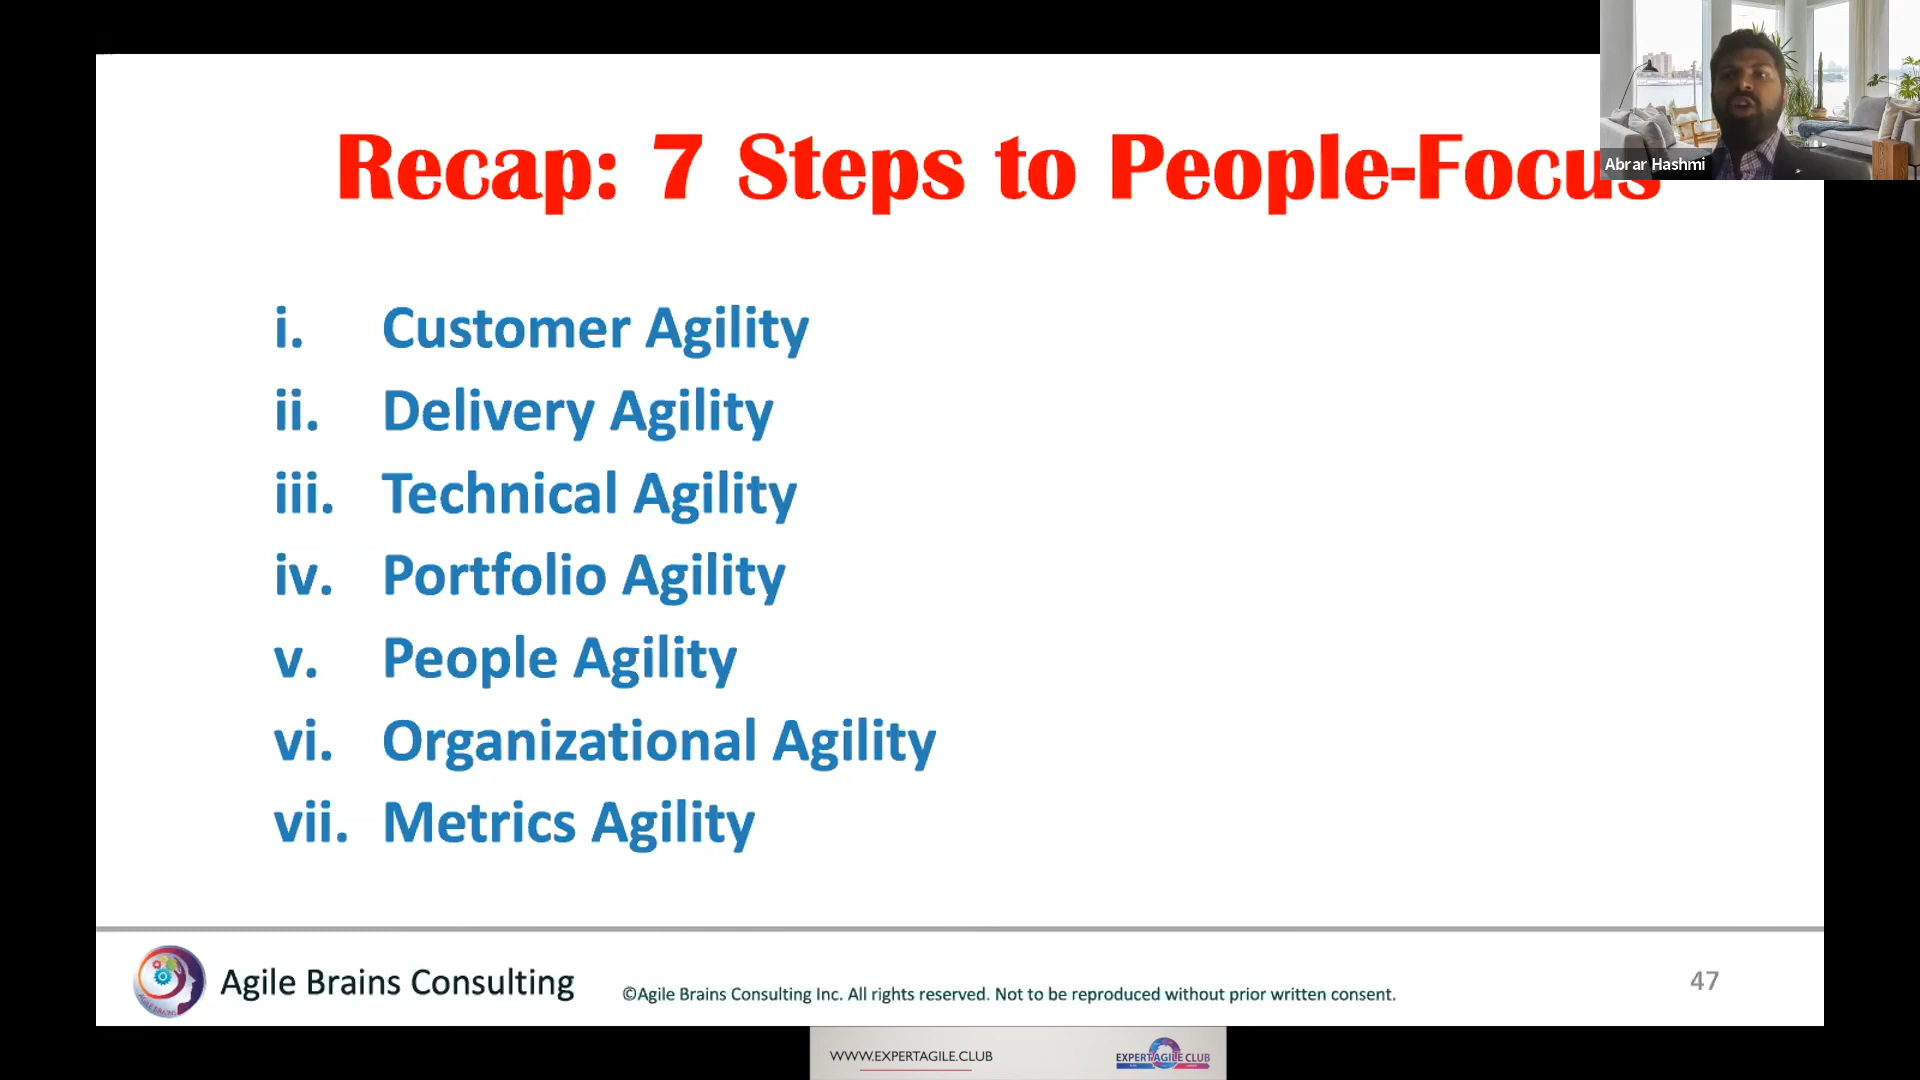 Recap: 7 Steps to People-Focus
Abrar Hashmi
i. Customer Agility
ii. Delivery Agility
iii. Technical Agility
iv. Portfolio Agility
v. People Agility
vi. Organizational Agility
vii. Metrics Agility
AGILE BRAINS
Agile Brains Consulting
©Agile Brains Consulting Inc. All rights reserved. Not to be reproduced without prior written consent.
47
WWW.EXPERTAGILE.CLUB
EXPERT AGILE CLUB